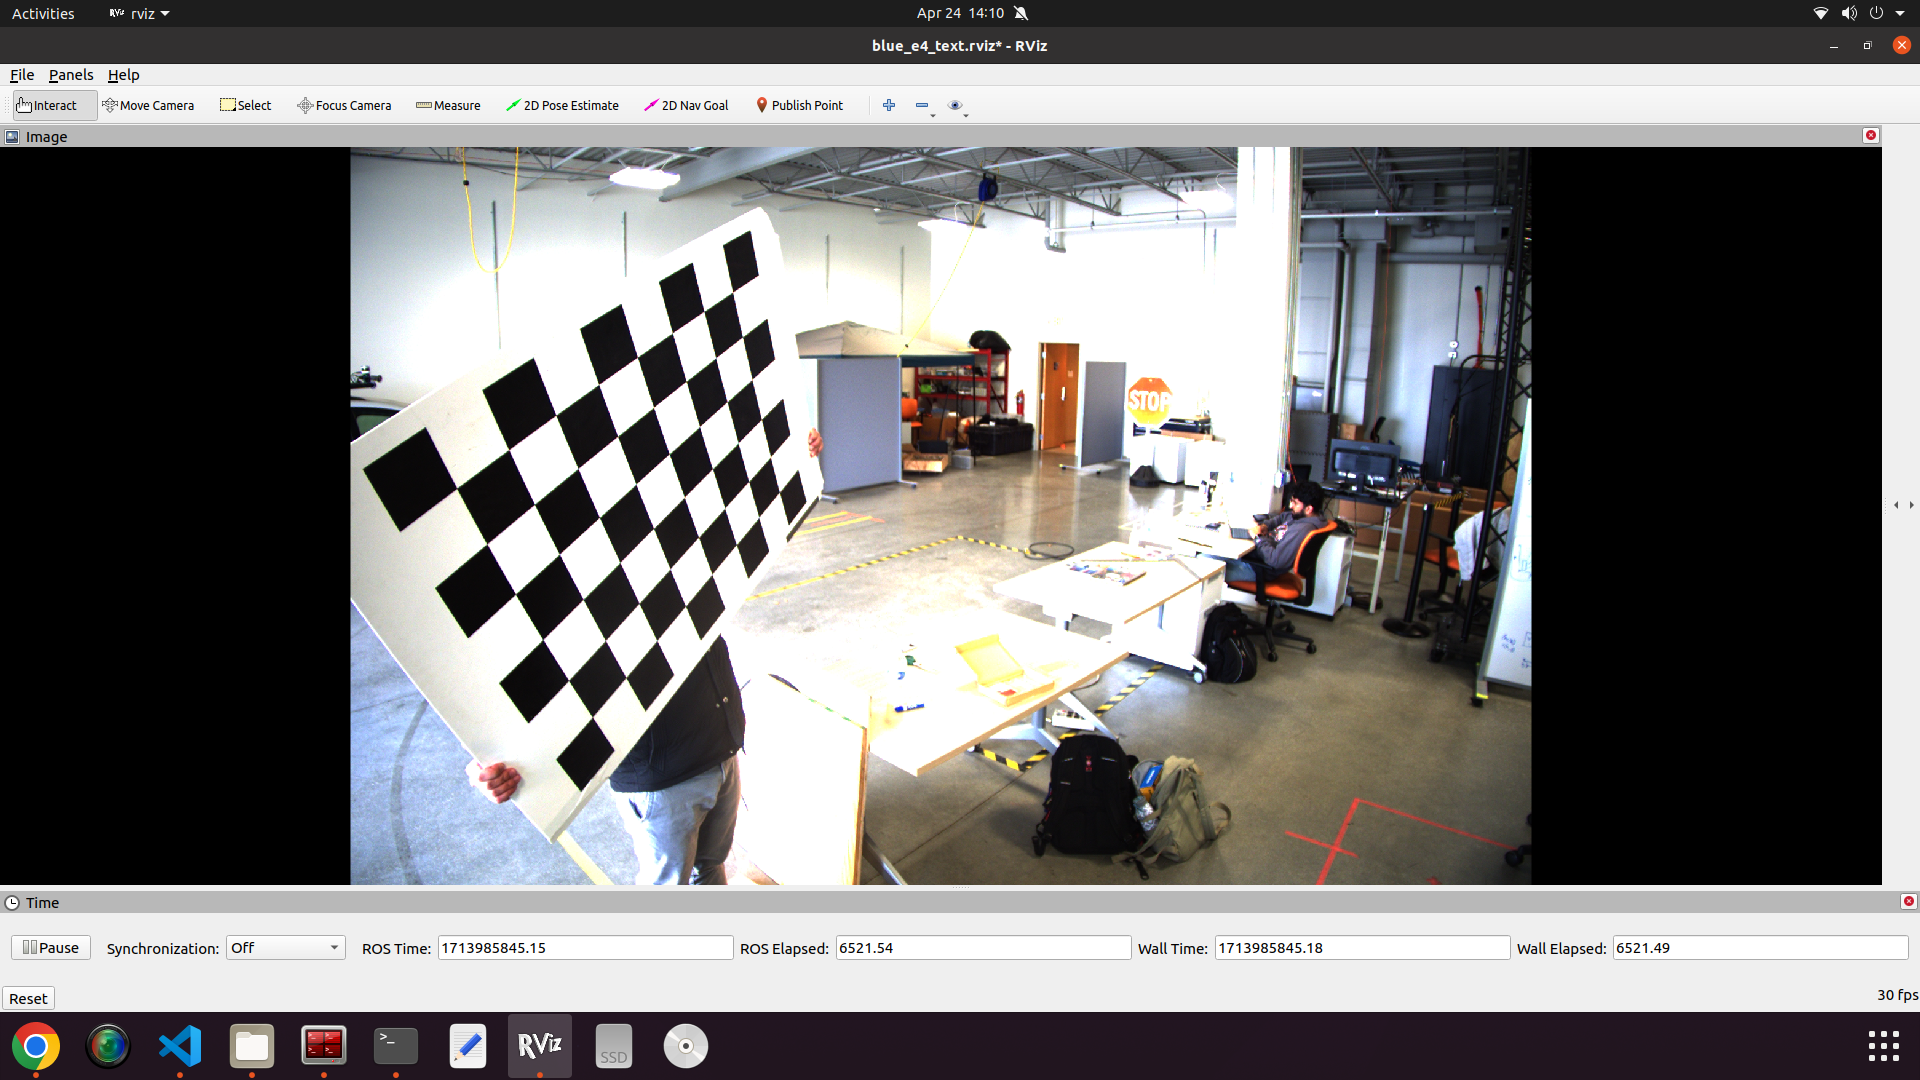 Activities
RViz rviz
Apr 24 14:10
blue_e4_text.rviz* - RViz
File Panels Help
Interact Move Camera Select Focus Camera Measure 2D Pose Estimate 2D Nav Goal Publish Point
Image
STOP
Time
Pause Synchronization: Off ROS Time: 1713985845.15 ROS Elapsed: 6521.54 Wall Time: 1713985845.18 Wall Elapsed: 6521.49
Reset
30 fps
>_ RViz SSD